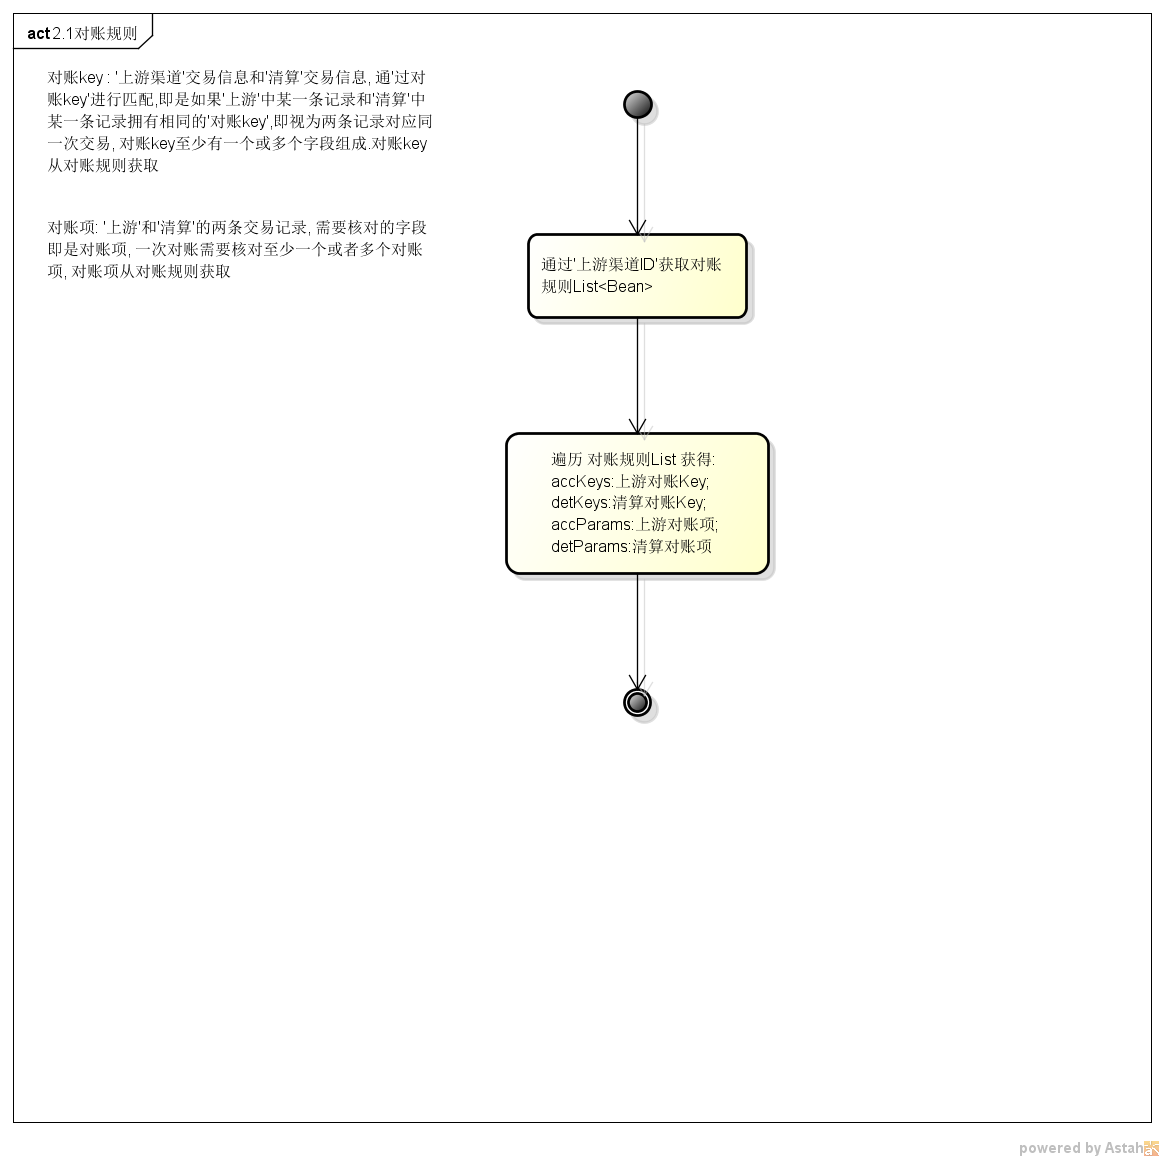 act 2.1对账规则
对账key : '上游渠道'交易信息和'清算'交易信息, 通'过对
账key'进行匹配,即是如果'上游'中某一条记录和'清算'中
某一条记录拥有相同的'对账key',即视为两条记录对应同
一次交易, 对账key至少有一个或多个字段组成.对账key
从对账规则获取
对账项: '上游'和'清算'的两条交易记录, 需要核对的字段
即是对账项, 一次对账需要核对至少一个或者多个对账
项, 对账项从对账规则获取
通过'上游渠道ID'获取对账
规则List<Bean>
遍历 对账规则List 获得:
accKeys:上游对账Key;
detKeys:清算对账Key;
accParams:上游对账项;
detParams:清算对账项
powered by Astah